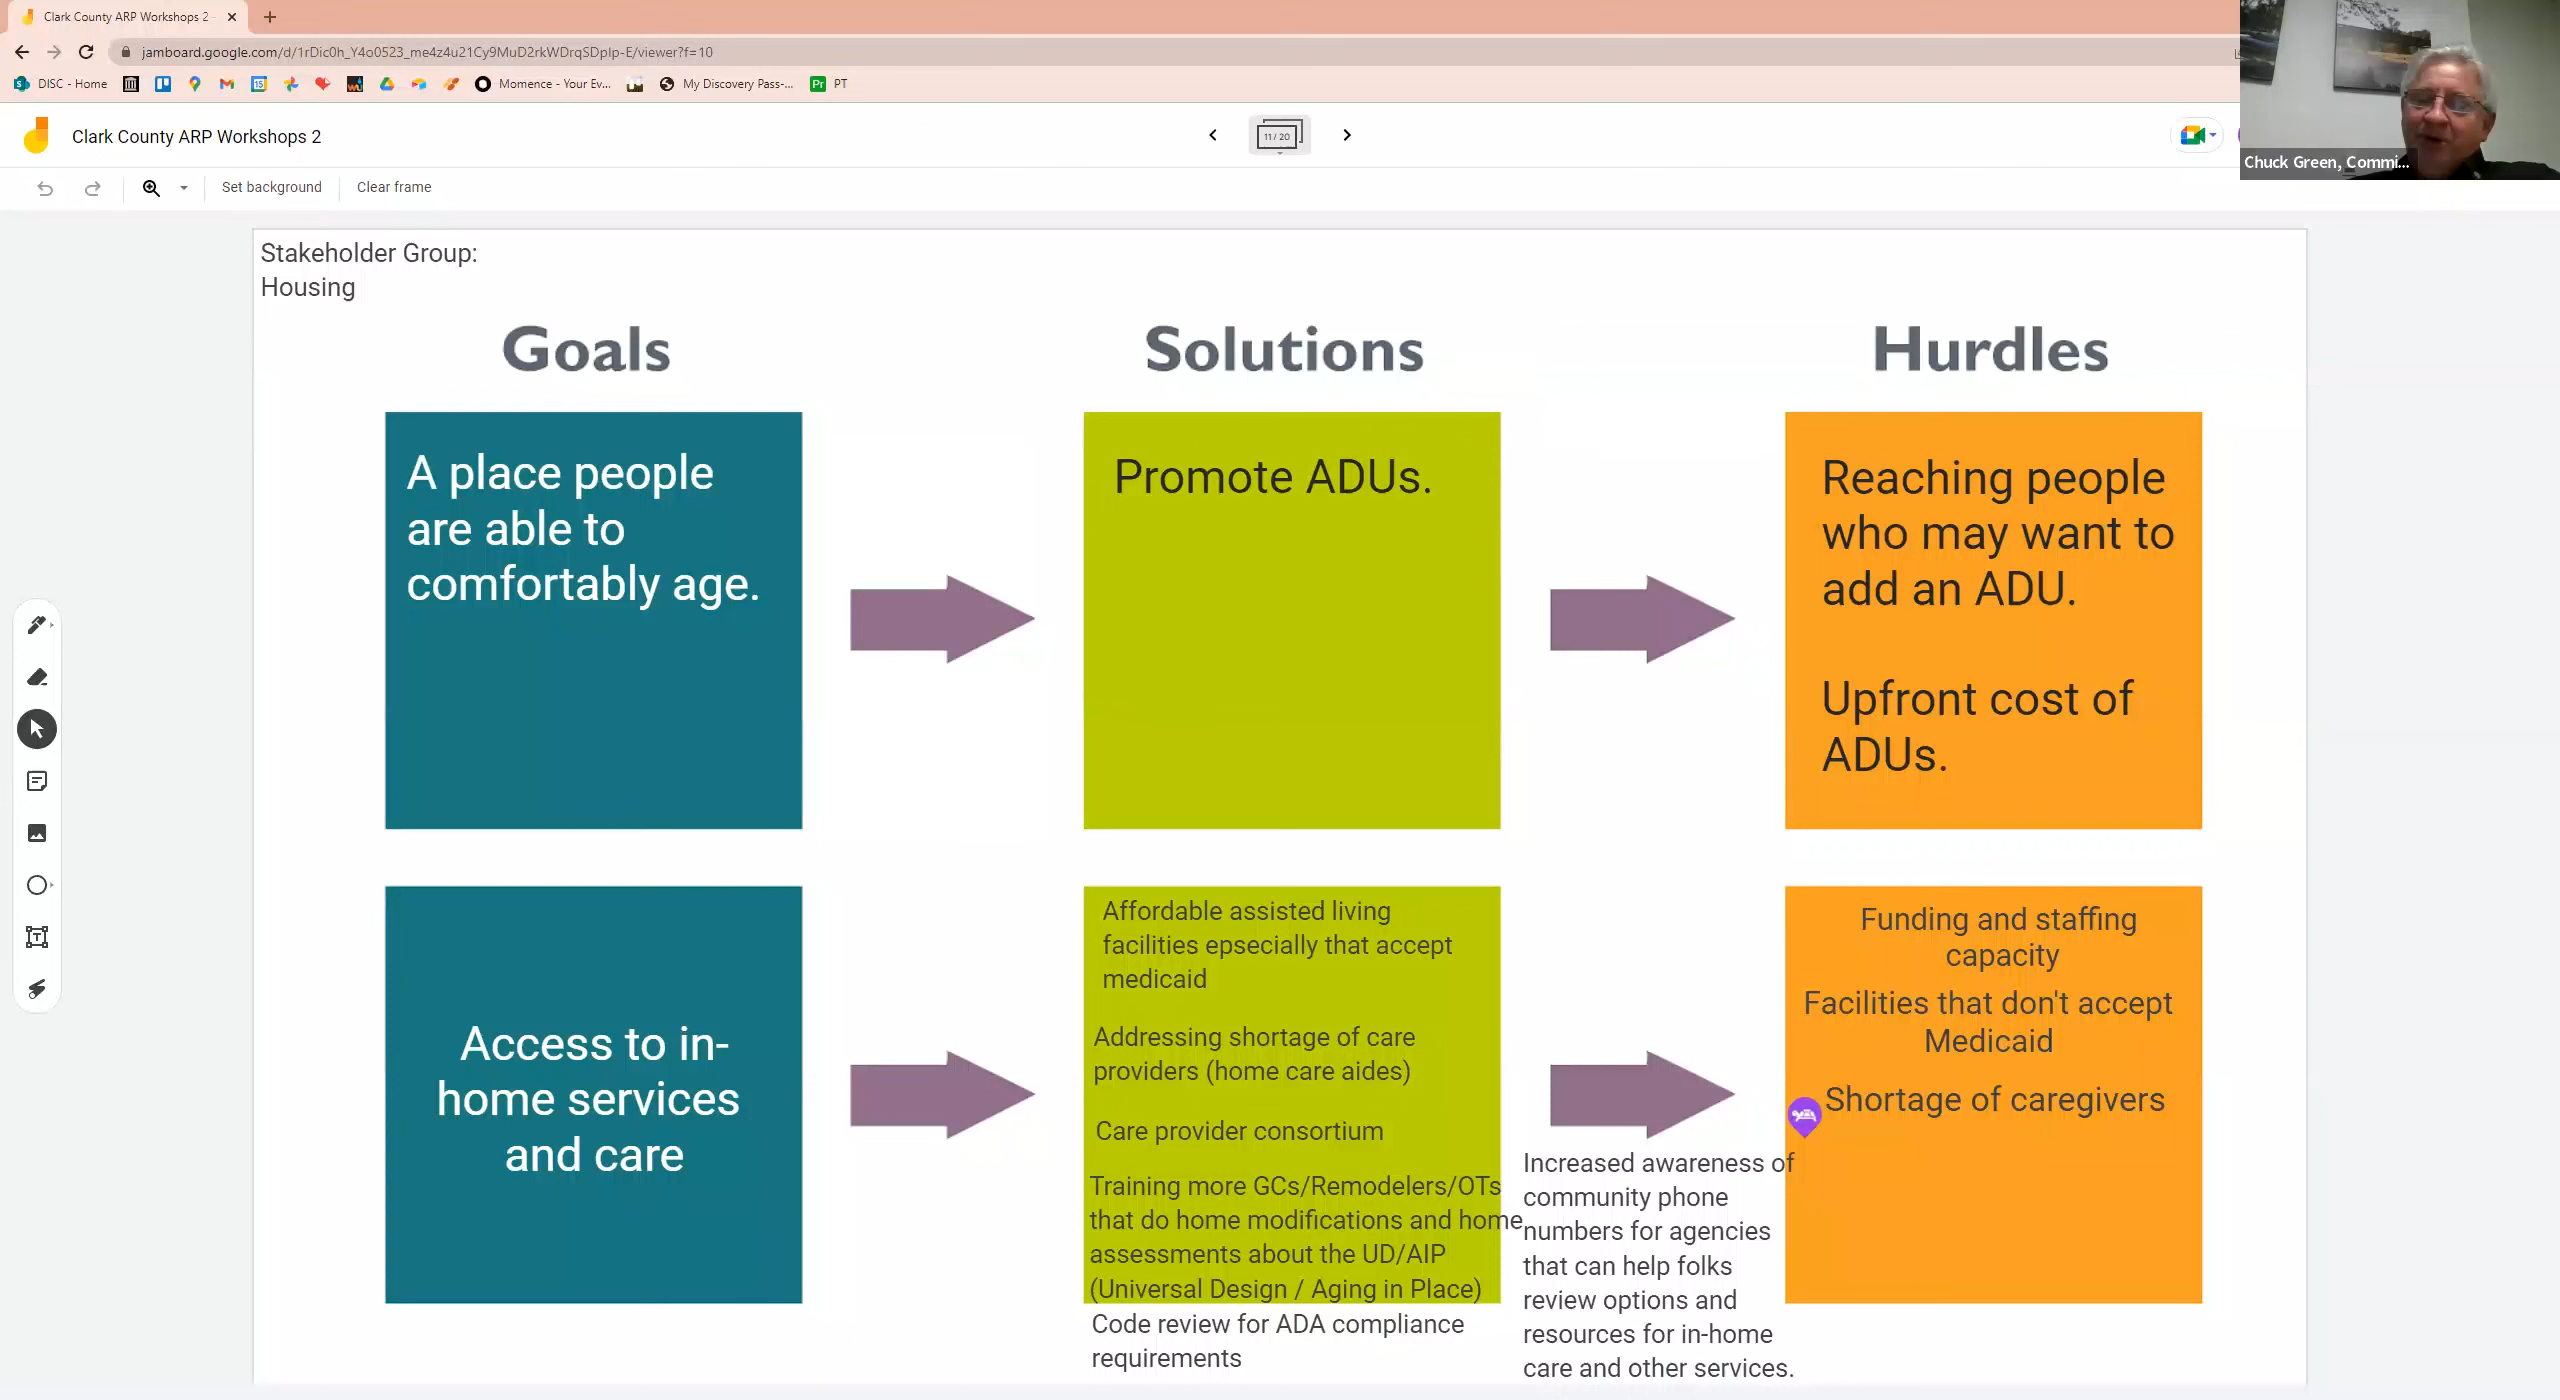 Clark County ARP Workshops 2
jamboard.google.com/d/1rDic0h_Y4o0523_me4z4u21Cy9MuD2rkWDrqSDpIp-E/viewer?f=10
DISC - Home
15
Momence - Your Ev...
My Discovery Pass-...
Pr PT
Chuck Green, Commi...
Clark County ARP Workshops 2
11 / 20
Set background
Clear frame
Stakeholder Group:
Housing
Goals
Solutions
Hurdles
A place people
are able to
comfortably age.
Promote ADUs.
Reaching people
who may want to
add an ADU.
Upfront cost of
ADUs.
Access to in-
home services
and care
Affordable assisted living
facilities epsecially that accept
medicaid
Addressing shortage of care
providers (home care aides)
Care provider consortium
Training more GCs/Remodelers/OTs
that do home modifications and home
assessments about the UD/AIP
(Universal Design / Aging in Place)
Code review for ADA compliance
requirements
Increased awareness of
community phone
numbers for agencies
that can help folks
review options and
resources for in-home
care and other services.
Funding and staffing
capacity
Facilities that don't accept
Medicaid
Shortage of caregivers